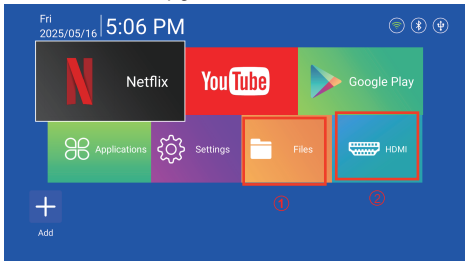 Fri
2025/05/16 5:06 PM
Netflix
YouTube
Google Play
Applications
Settings
Files
HDMI
①
②
Add